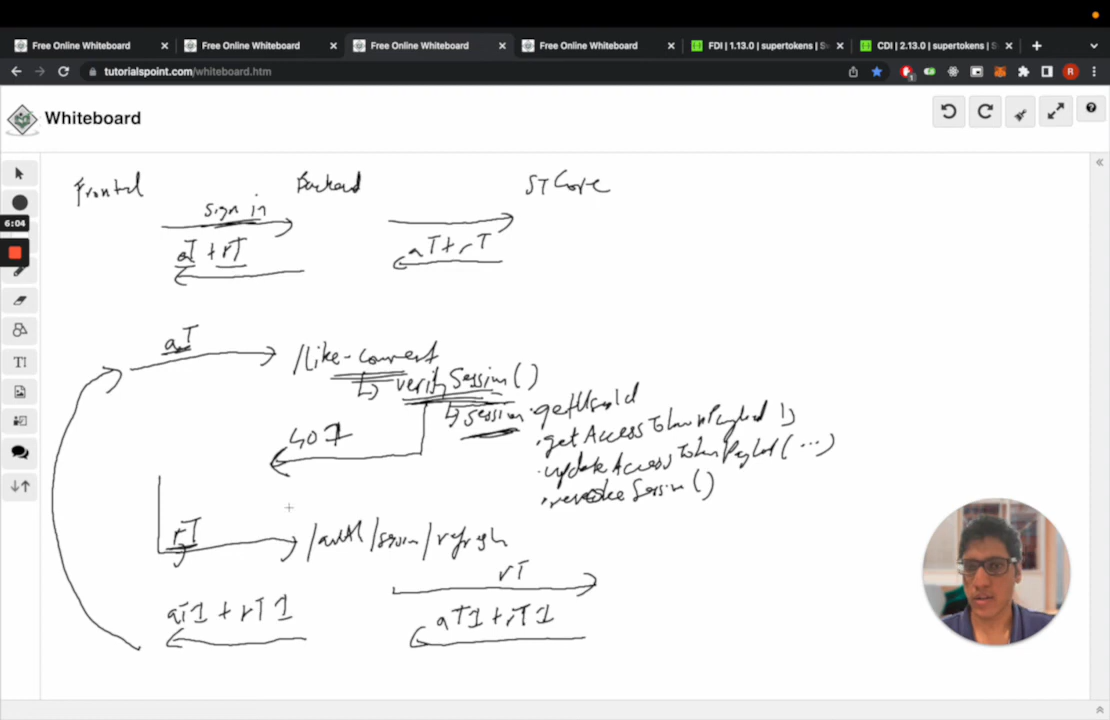 Free Online Whiteboard
Free Online Whiteboard
Free Online Whiteboard
Free Online Whiteboard
FDI | 1.13.0 | supertokens | S
CDI | 2.13.0 | supertokens | S
tutorialspoint.com/whiteboard.htm
1
R
Whiteboard
6:04
TI
Backend
ST Core
sign in
aT + rT
aT + rT
aT
/like-comment
verifySession()
session
.getUserId
.getAccessTokenPayload()
.updateAccessTokenPayload(...)
.revokeSession()
401
rT
/auth/session/refresh
rT
aT1 + rT1
aT1 + rT1